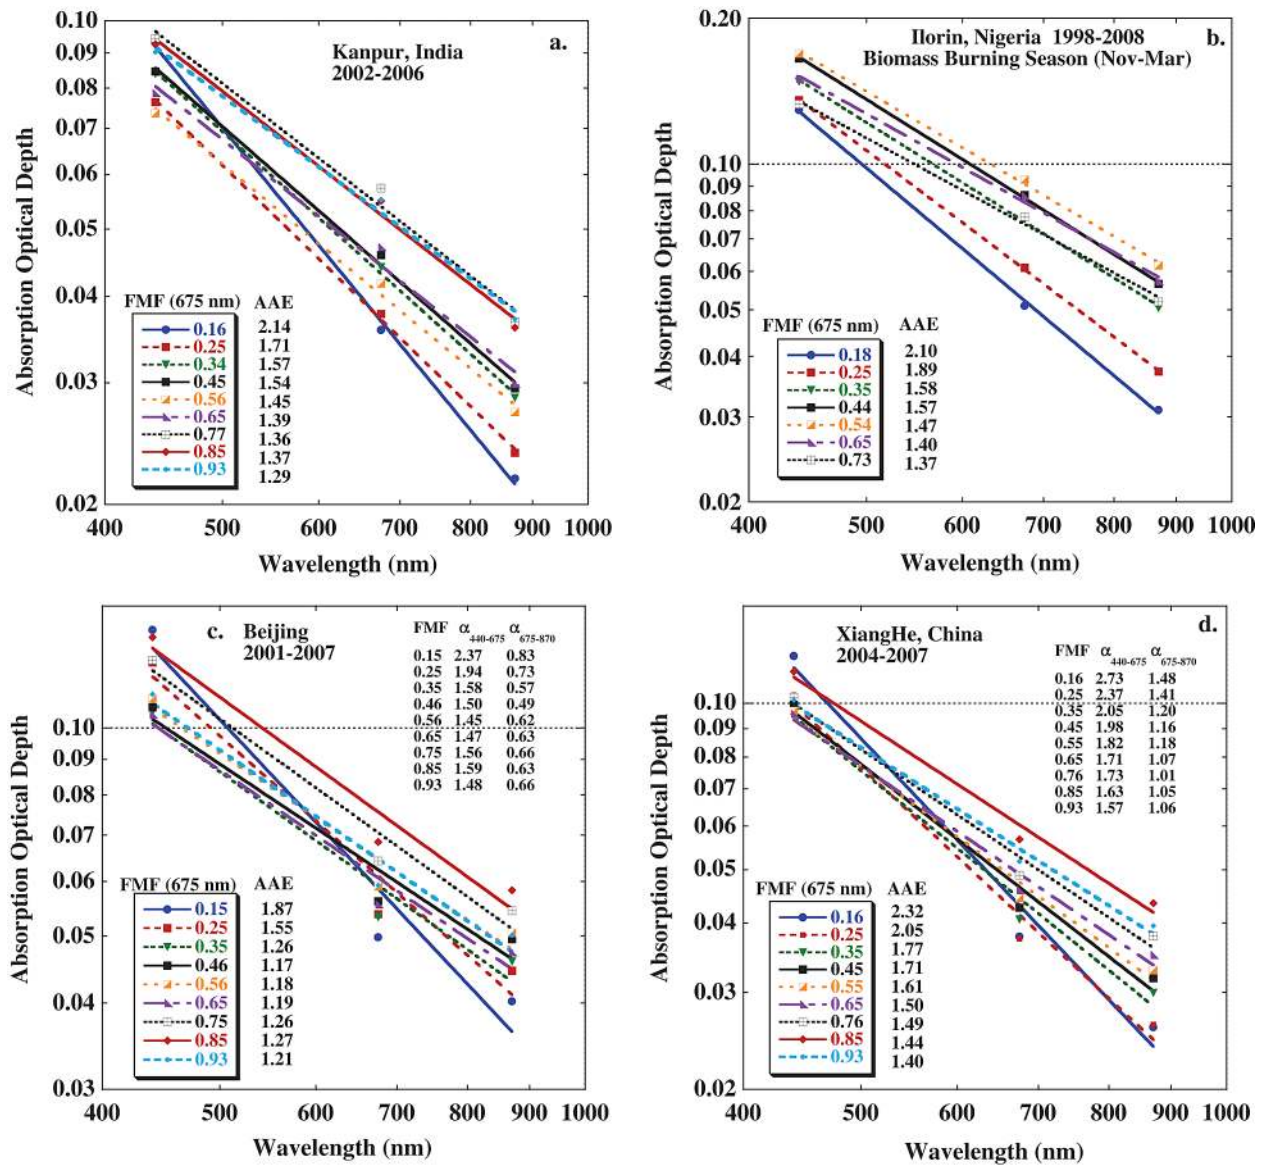 a.
Kanpur, India
2002-2006
Absorption Optical Depth
0.10
0.09
0.08
0.07
0.06
0.05
0.04
0.03
0.02
FMF (675 nm) AAE
0.16 2.14
0.25 1.71
0.34 1.57
0.45 1.54
0.56 1.45
0.65 1.39
0.77 1.36
0.85 1.37
0.93 1.29
400 500 600 700 800 900 1000
Wavelength (nm)
b.
Ilorin, Nigeria 1998-2008
Biomass Burning Season (Nov-Mar)
Absorption Optical Depth
0.20
0.10
0.09
0.08
0.07
0.06
0.05
0.04
0.03
0.02
FMF (675 nm) AAE
0.18 2.10
0.25 1.89
0.35 1.58
0.44 1.57
0.54 1.47
0.65 1.40
0.73 1.37
400 500 600 700 800 900 1000
Wavelength (nm)
c.
Beijing
2001-2007
FMF α440-675 α675-870
0.15 2.37 0.83
0.25 1.94 0.73
0.35 1.58 0.57
0.46 1.50 0.49
0.56 1.45 0.62
0.65 1.47 0.63
0.75 1.56 0.66
0.85 1.59 0.63
0.93 1.48 0.66
Absorption Optical Depth
0.10
0.09
0.08
0.07
0.06
0.05
0.04
0.03
FMF (675 nm) AAE
0.15 1.87
0.25 1.55
0.35 1.26
0.46 1.17
0.56 1.18
0.65 1.19
0.75 1.26
0.85 1.27
0.93 1.21
400 500 600 700 800 900 1000
Wavelength (nm)
d.
XiangHe, China
2004-2007
FMF α440-675 α675-870
0.16 2.73 1.48
0.25 2.37 1.41
0.35 2.05 1.20
0.45 1.98 1.16
0.55 1.82 1.18
0.65 1.71 1.07
0.76 1.73 1.01
0.85 1.63 1.05
0.93 1.57 1.06
Absorption Optical Depth
0.10
0.09
0.08
0.07
0.06
0.05
0.04
0.03
0.02
FMF (675 nm) AAE
0.16 2.32
0.25 2.05
0.35 1.77
0.45 1.71
0.55 1.61
0.65 1.50
0.76 1.49
0.85 1.44
0.93 1.40
400 500 600 700 800 900 1000
Wavelength (nm)